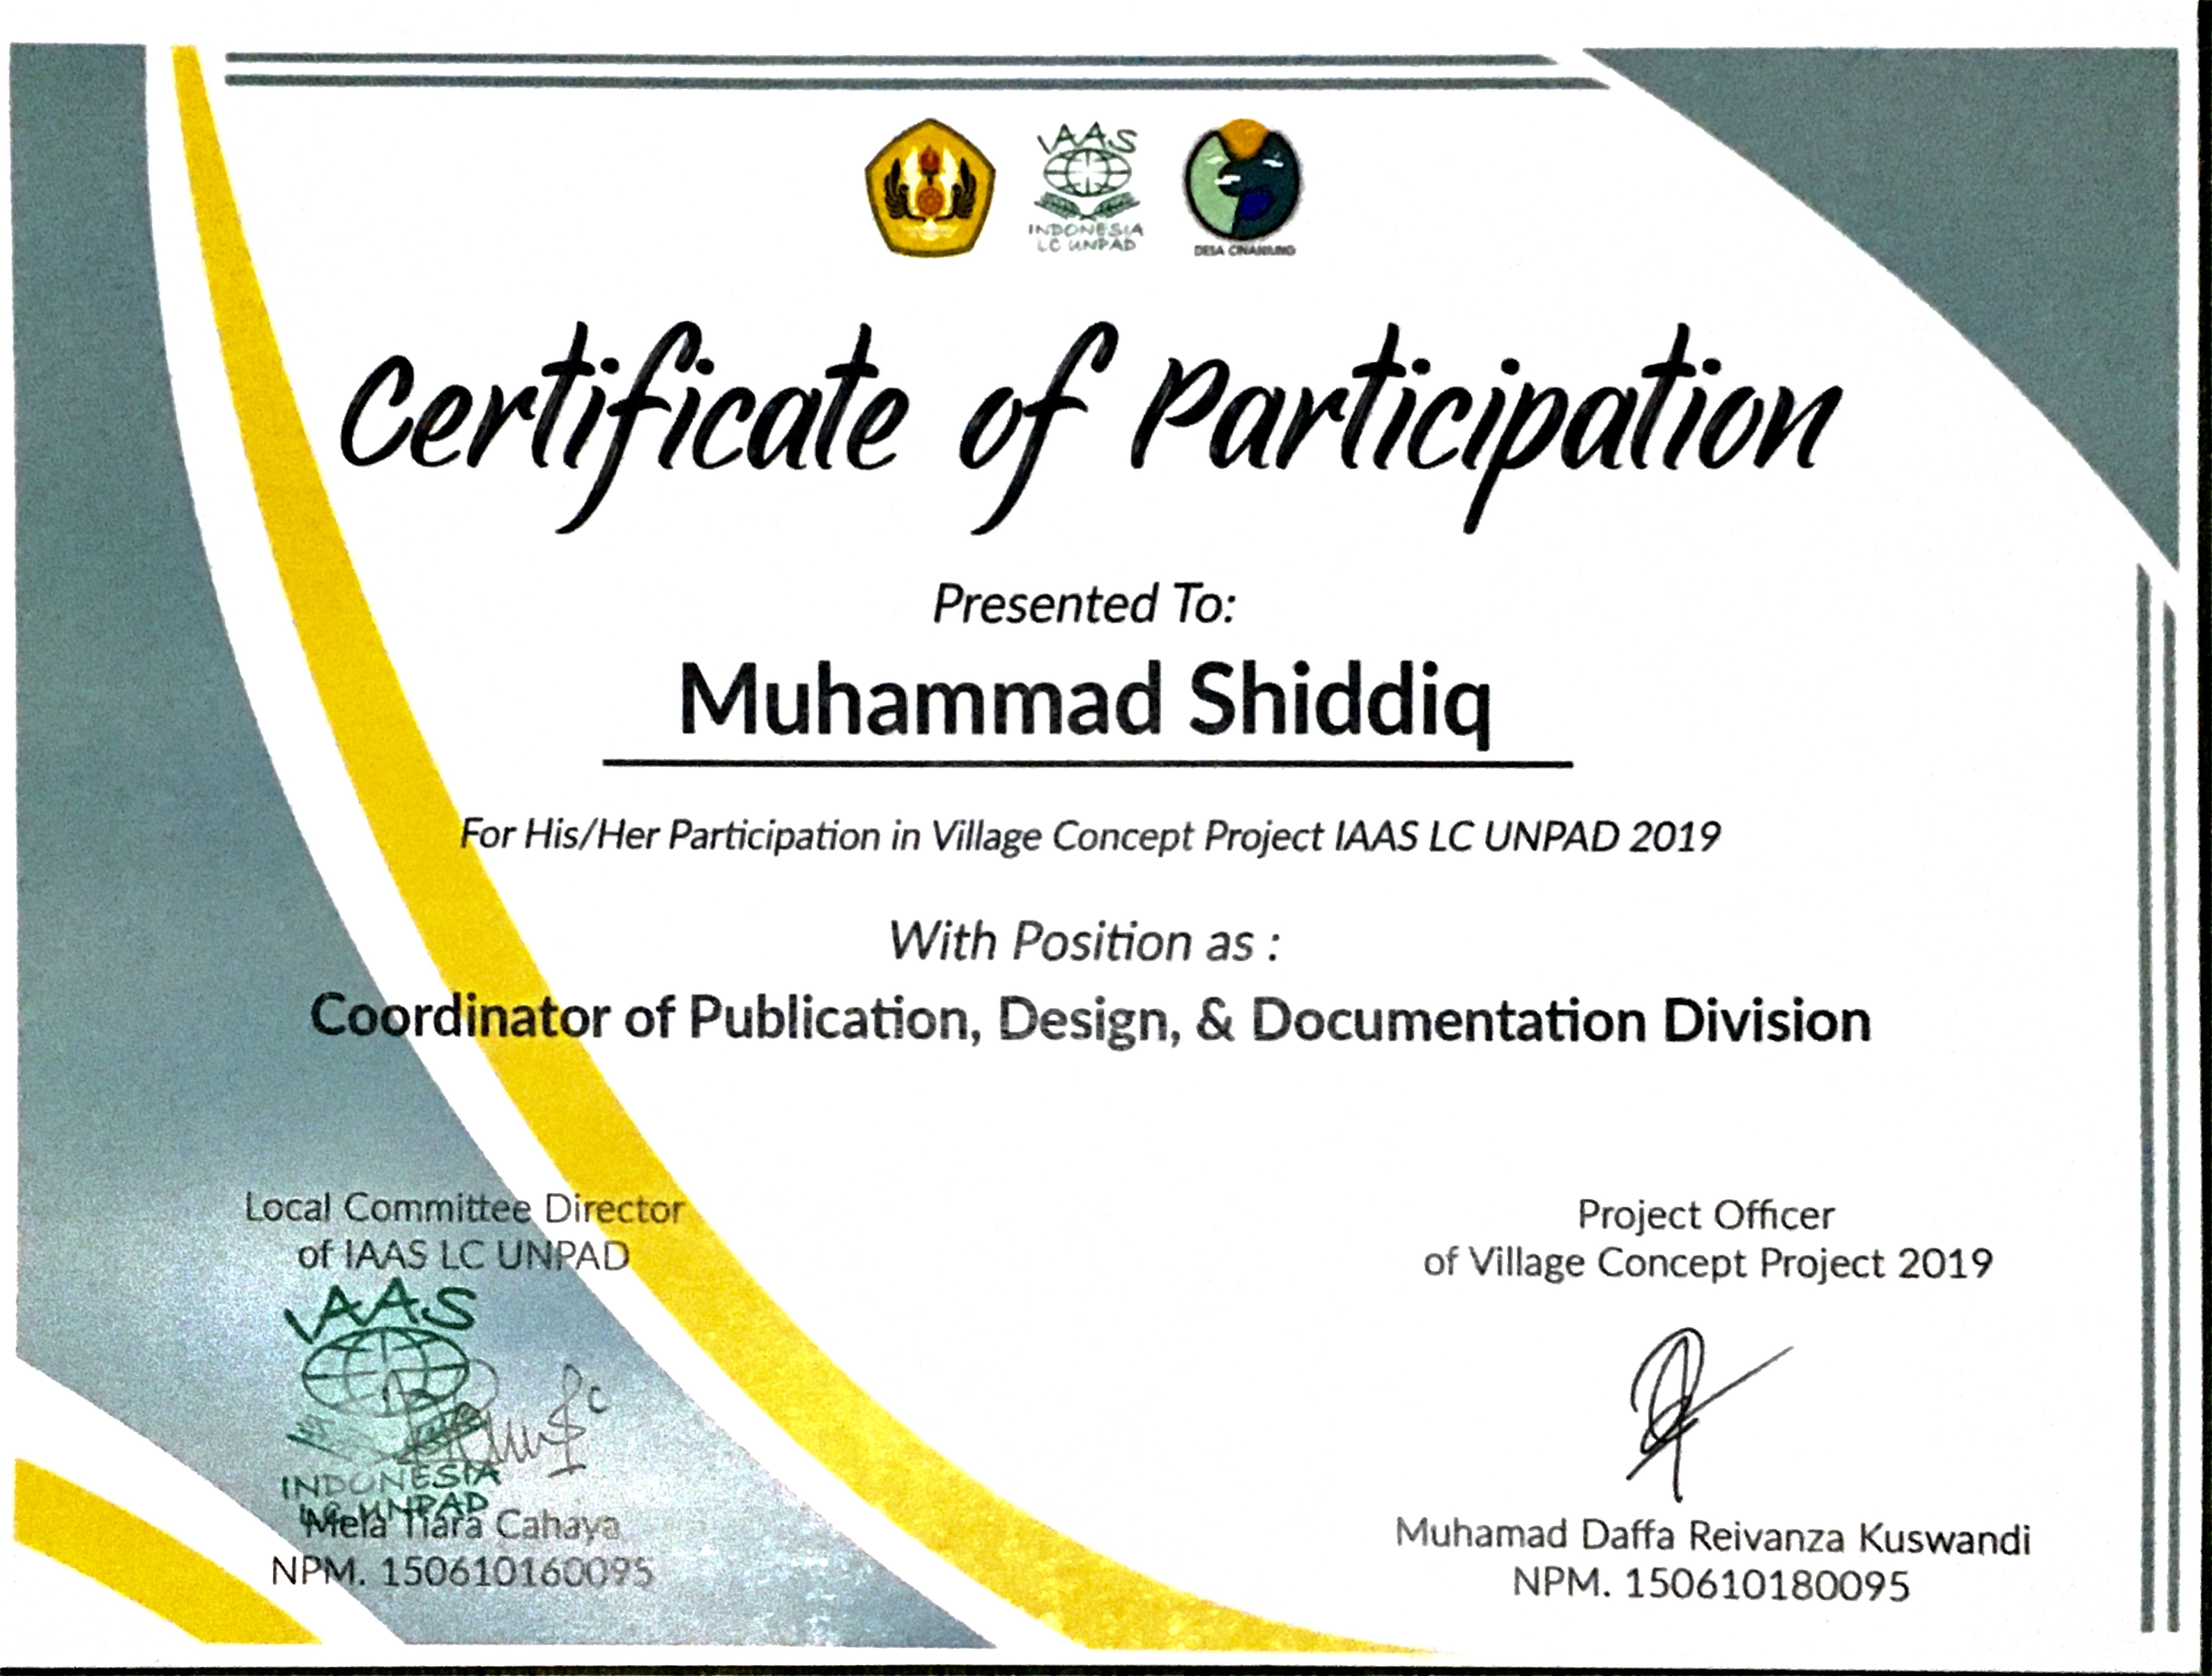 IAAS
INDONESIA
LC UNPAD
DESA CINANJUNG
Certificate of Participation
Presented To:
Muhammad Shiddiq
For His/Her Participation in Village Concept Project IAAS LC UNPAD 2019
With Position as :
Coordinator of Publication, Design, & Documentation Division
Local Committee Director
of IAAS LC UNPAD
IAAS
INDONESIA
LC UNPAD
Mela Tiara Cahaya
NPM. 150610160095
Project Officer
of Village Concept Project 2019
Muhamad Daffa Reivanza Kuswandi
NPM. 150610180095